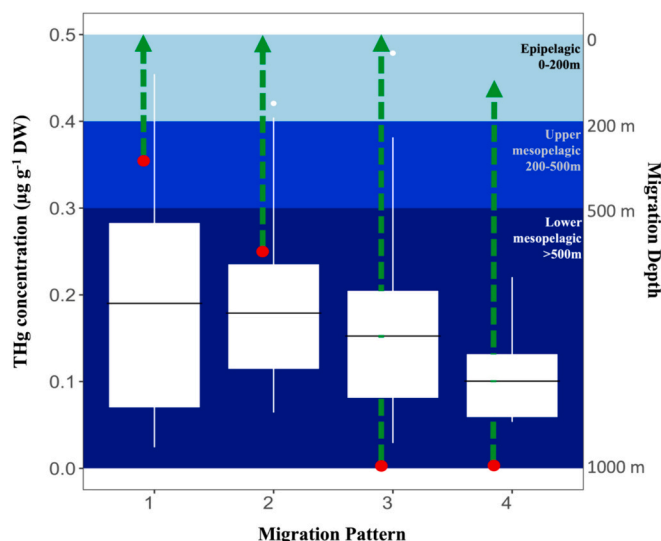 0.5
0.4
0.3
0.2
0.1
0.0
THg concentration (µg g-1 DW)
Epipelagic
0-200m
Upper
mesopelagic
200-500m
Lower
mesopelagic
>500m
0
200 m
500 m
1000 m
Migration Depth
1 2 3 4
Migration Pattern